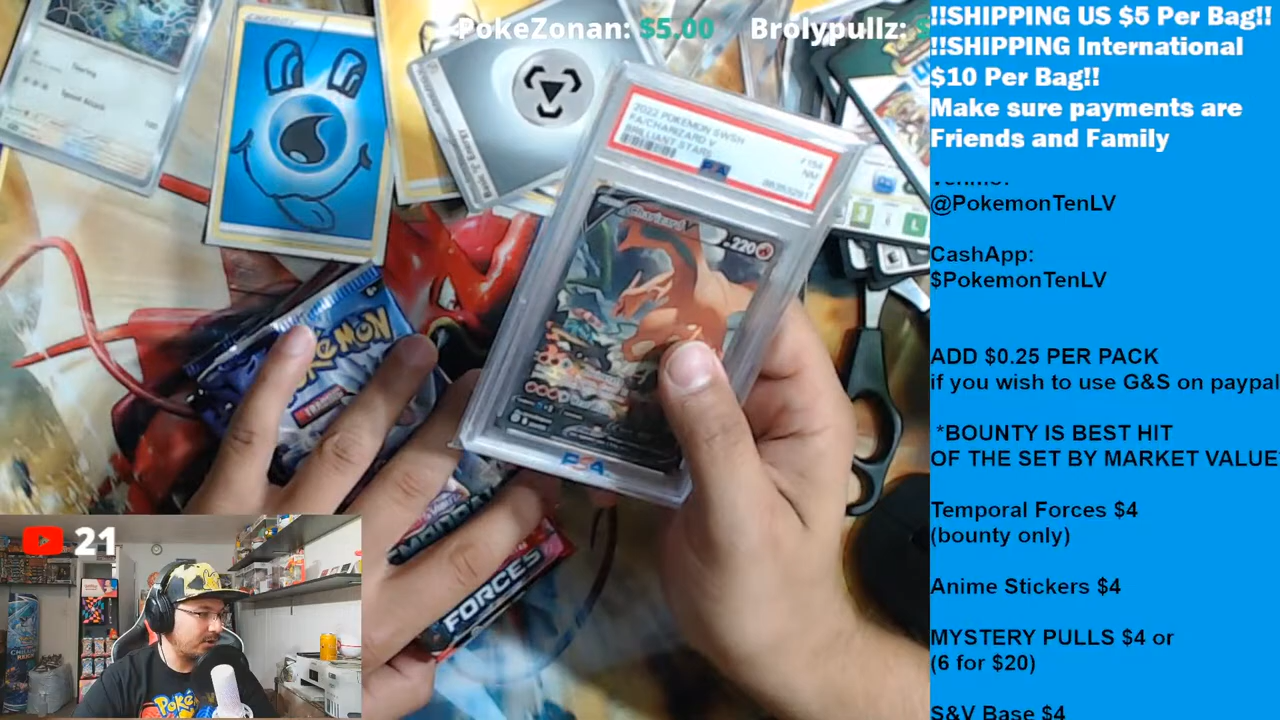 PokeZonan: $5.00 Brolypullz: $
!!SHIPPING US $5 Per Bag!!
!!SHIPPING International
$10 Per Bag!!
Make sure payments are
Friends and Family
@PokemonTenLV
CashApp:
$PokemonTenLV
ADD $0.25 PER PACK
if you wish to use G&S on paypal
*BOUNTY IS BEST HIT
OF THE SET BY MARKET VALUE
Temporal Forces $4
(bounty only)
Anime Stickers $4
MYSTERY PULLS $4 or
(6 for $20)
S&V Base $4
2022 POKEMON SWSH
FA/CHARIZARD V
BRILLIANT STARS
NM
7
PSA
Charizard V
220
PSA
POKÉMON
FORCES
21